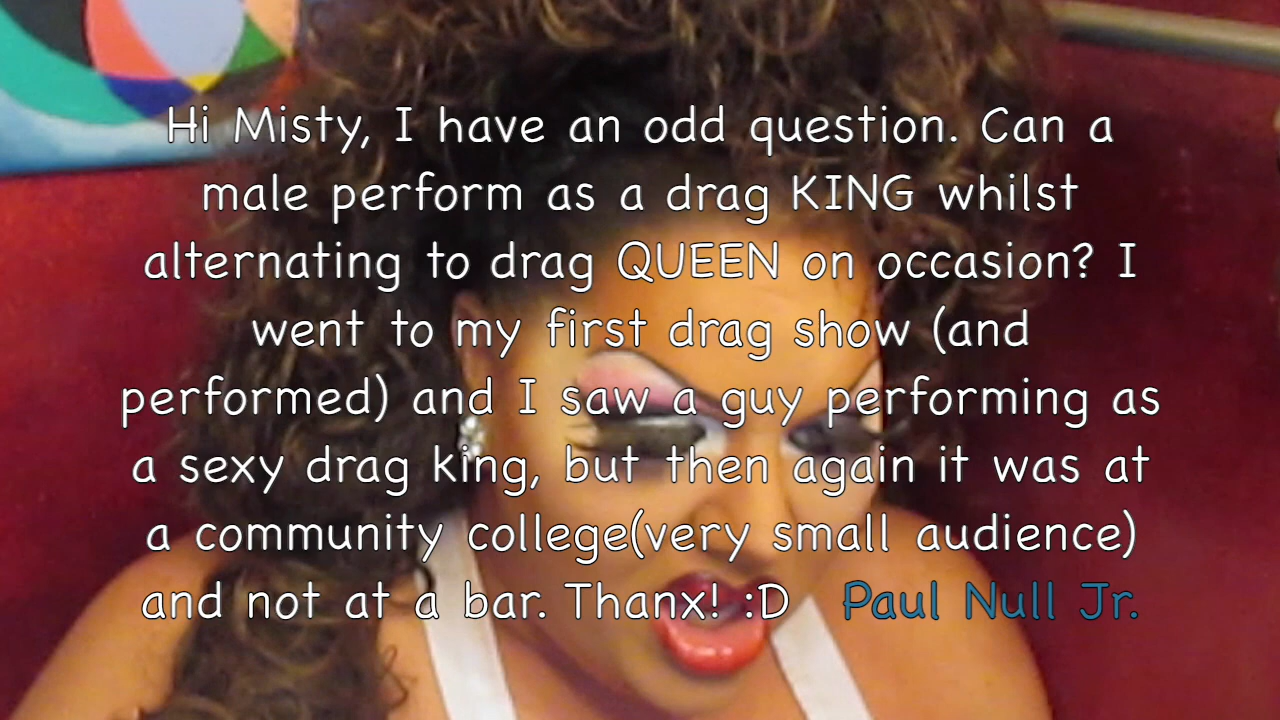 Hi Misty, I have an odd question. Can a
male perform as a drag KING whilst
alternating to drag QUEEN on occasion? I
went to my first drag show (and
performed) and I saw a guy performing as
a sexy drag king, but then again it was at
a community college(very small audience)
and not at a bar. Thanx! :D Paul Null Jr.